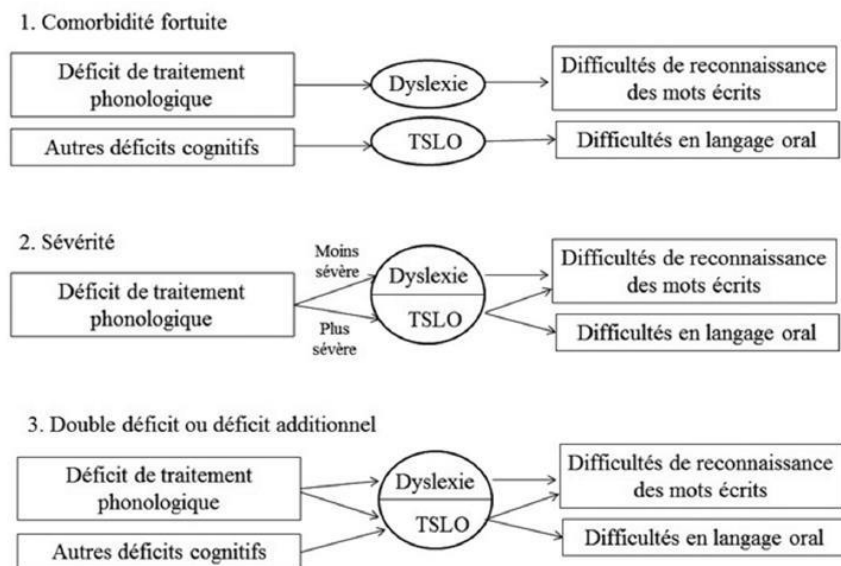 1. Comorbidité fortuite
Déficit de traitement
phonologique
Dyslexie
Difficultés de reconnaissance
des mots écrits
Autres déficits cognitifs
TSLO
Difficultés en langage oral
2. Sévérité
Déficit de traitement
phonologique
Moins
sévère
Plus
sévère
Dyslexie
TSLO
Difficultés de reconnaissance
des mots écrits
Difficultés en langage oral
3. Double déficit ou déficit additionnel
Déficit de traitement
phonologique
Autres déficits cognitifs
Dyslexie
TSLO
Difficultés de reconnaissance
des mots écrits
Difficultés en langage oral